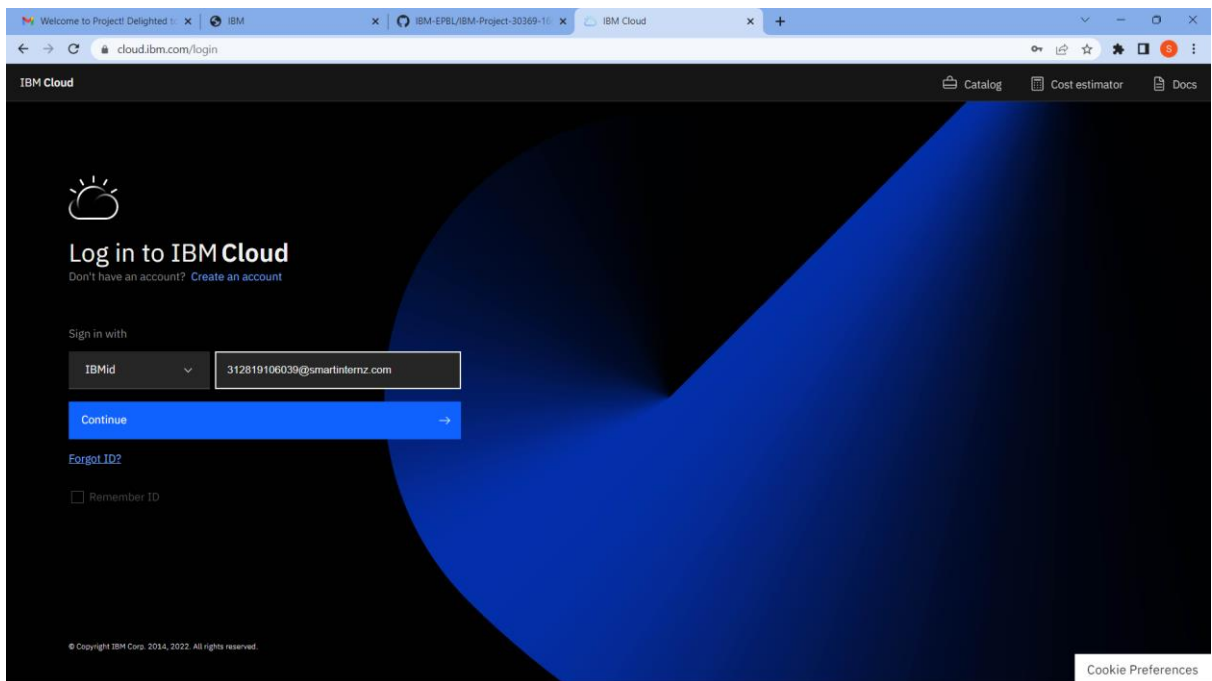 Welcome to Project! Delighted t
IBM
IBM-EPBL/IBM-Project-30369-16
IBM Cloud
cloud.ibm.com/login
S
IBM Cloud
Catalog
Cost estimator
Docs
Log in to IBM Cloud
Don't have an account? Create an account
Sign in with
IBMid
312819106039@smartinternz.com
Continue
Forgot ID?
Remember ID
© Copyright IBM Corp. 2014, 2022. All rights reserved.
Cookie Preferences